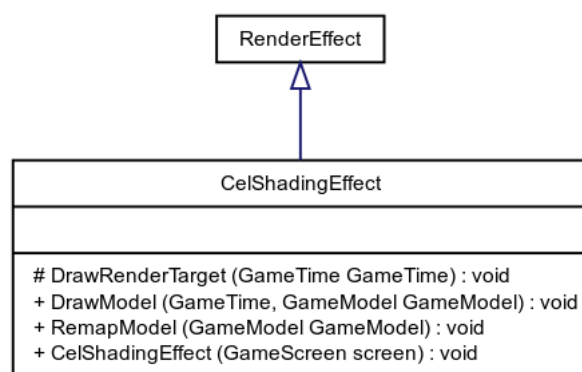 RenderEffect
CelShadingEffect
# DrawRenderTarget (GameTime GameTime) : void
+ DrawModel (GameTime, GameModel GameModel) : void
+ RemapModel (GameModel GameModel) : void
+ CelShadingEffect (GameScreen screen) : void